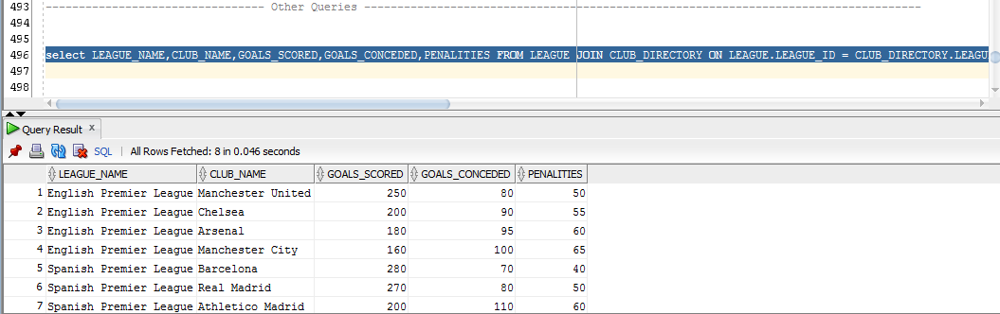 493 -------------------------------- Other Queries --------------------------------
494
495
496 select LEAGUE_NAME,CLUB_NAME,GOALS_SCORED,GOALS_CONCEDED,PENALITIES FROM LEAGUE JOIN CLUB_DIRECTORY ON LEAGUE.LEAGUE_ID = CLUB_DIRECTORY.LEAGU
497
498
Query Result x
SQL | All Rows Fetched: 8 in 0.046 seconds
LEAGUE_NAME CLUB_NAME GOALS_SCORED GOALS_CONCEDED PENALITIES
1 English Premier League Manchester United 250 80 50
2 English Premier League Chelsea 200 90 55
3 English Premier League Arsenal 180 95 60
4 English Premier League Manchester City 160 100 65
5 Spanish Premier League Barcelona 280 70 40
6 Spanish Premier League Real Madrid 270 80 50
7 Spanish Premier League Athletico Madrid 200 110 60